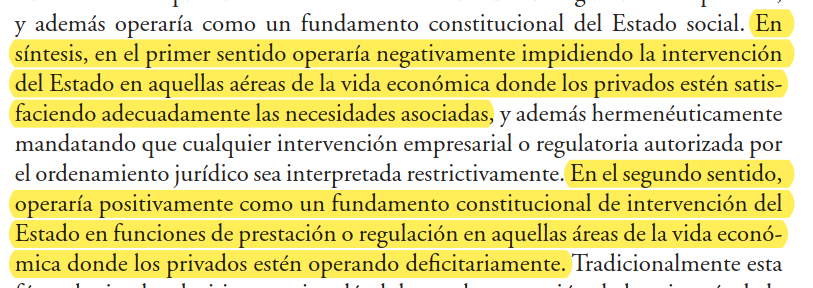 y además operaría como un fundamento constitucional del Estado social. En
síntesis, en el primer sentido operaría negativamente impidiendo la intervención
del Estado en aquellas aéreas de la vida económica donde los privados estén satis-
faciendo adecuadamente las necesidades asociadas, y además hermenéuticamente
mandatando que cualquier intervención empresarial o regulatoria autorizada por
el ordenamiento jurídico sea interpretada restrictivamente. En el segundo sentido,
operaría positivamente como un fundamento constitucional de intervención del
Estado en funciones de prestación o regulación en aquellas áreas de la vida econó-
mica donde los privados estén operando deficitariamente. Tradicionalmente esta